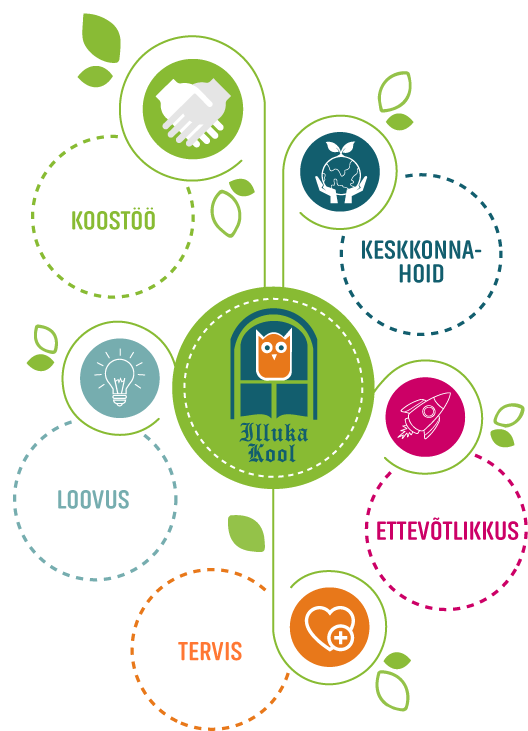 KOOSTÖÖ
KESKKONNA-
HOID
Illuka
Kool
LOOVUS
ETTEVÕTLIKKUS
TERVIS